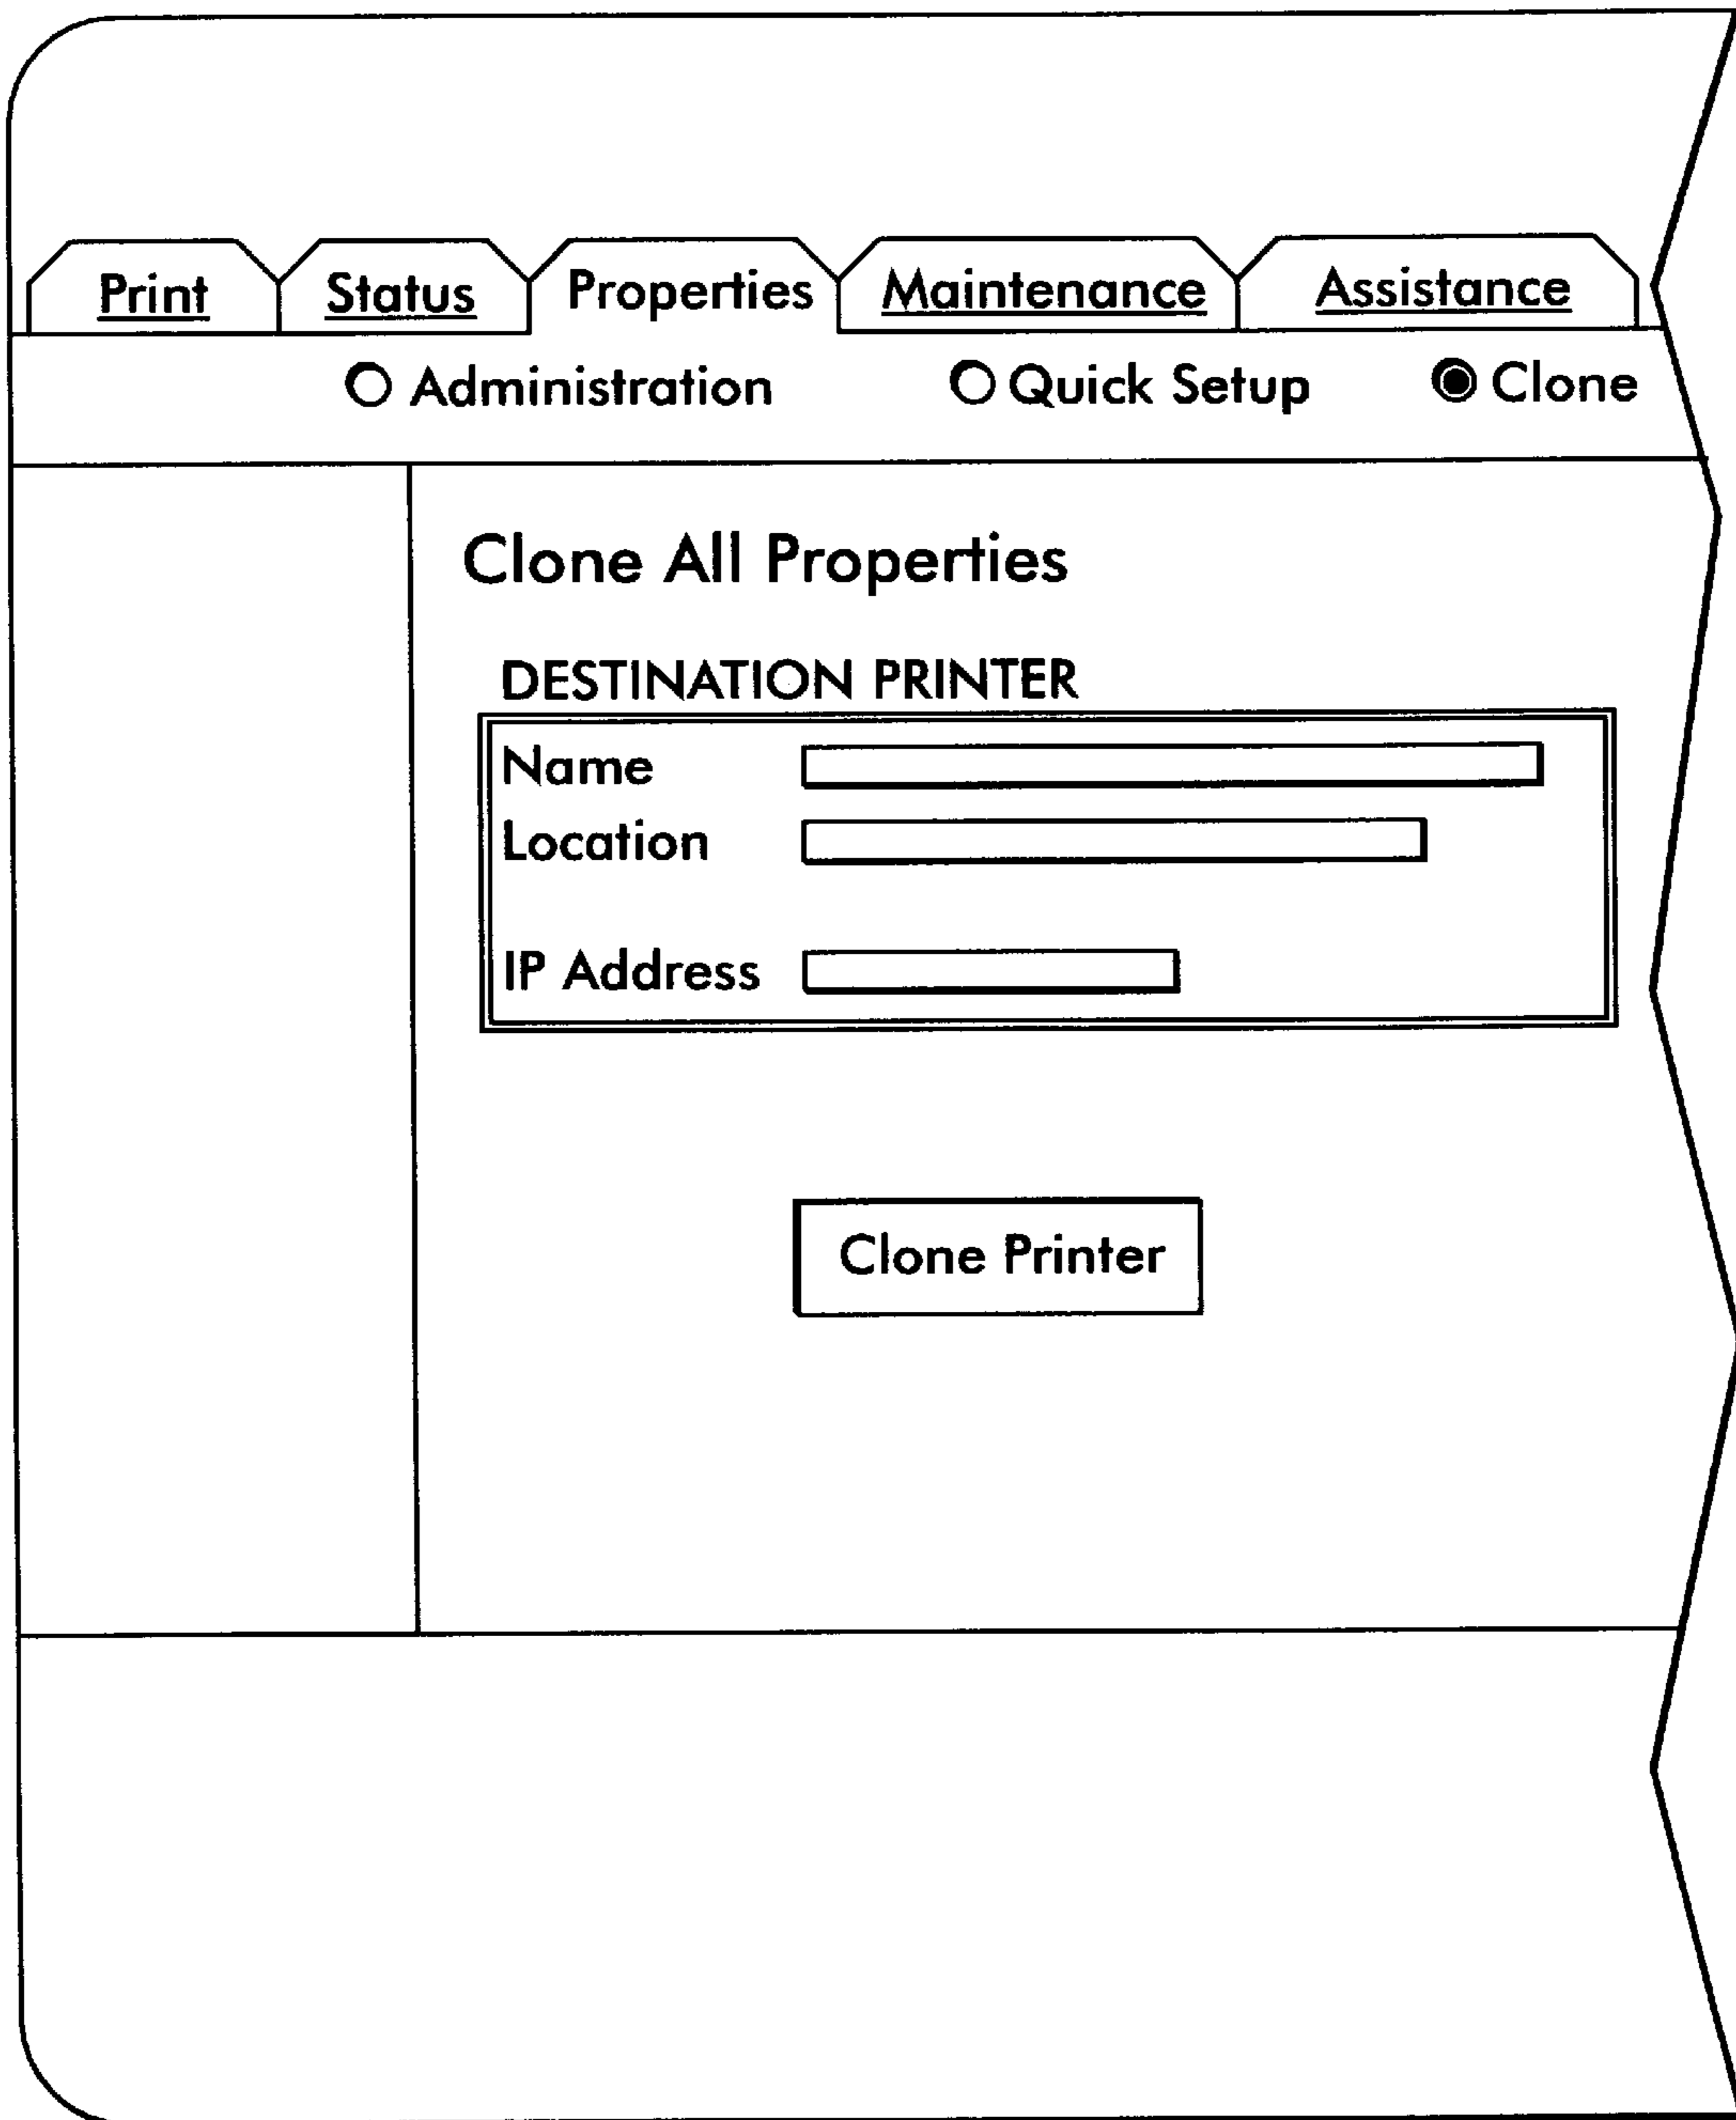 Print Status Properties Maintenance Assistance
Administration Quick Setup Clone
Clone All Properties
DESTINATION PRINTER
Name
Location
IP Address
Clone Printer